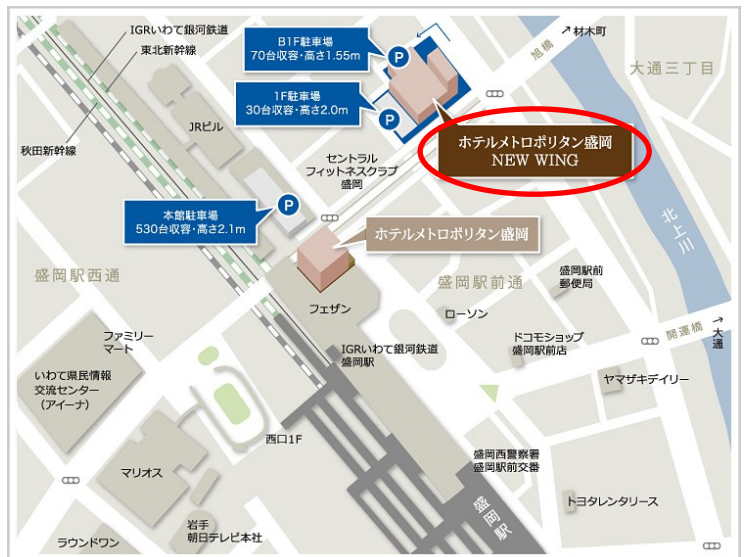 IGRいわて銀河鉄道
東北新幹線
B1F駐車場
70台収容・高さ1.55m
P
↗材木町
旭橋
大通三丁目
1F駐車場
30台収容・高さ2.0m
P
JRビル
秋田新幹線
ホテルメトロポリタン盛岡
NEW WING
セントラル
フィットネスクラブ
盛岡
本館駐車場
530台収容・高さ2.1m
P
北上川
ホテルメトロポリタン盛岡
盛岡駅西通
盛岡駅前通
盛岡駅前
郵便局
フェザン
ローソン
開運橋
→
大通
ファミリー
マート
ドコモショップ
盛岡駅前店
IGRいわて銀河鉄道
盛岡駅
いわて県民情報
交流センター
(アイーナ)
ヤマザキデイリー
西口1F
盛岡西警察署
盛岡駅前交番
マリオス
盛岡駅
トヨタレンタリース
岩手
朝日テレビ本社
ラウンドワン